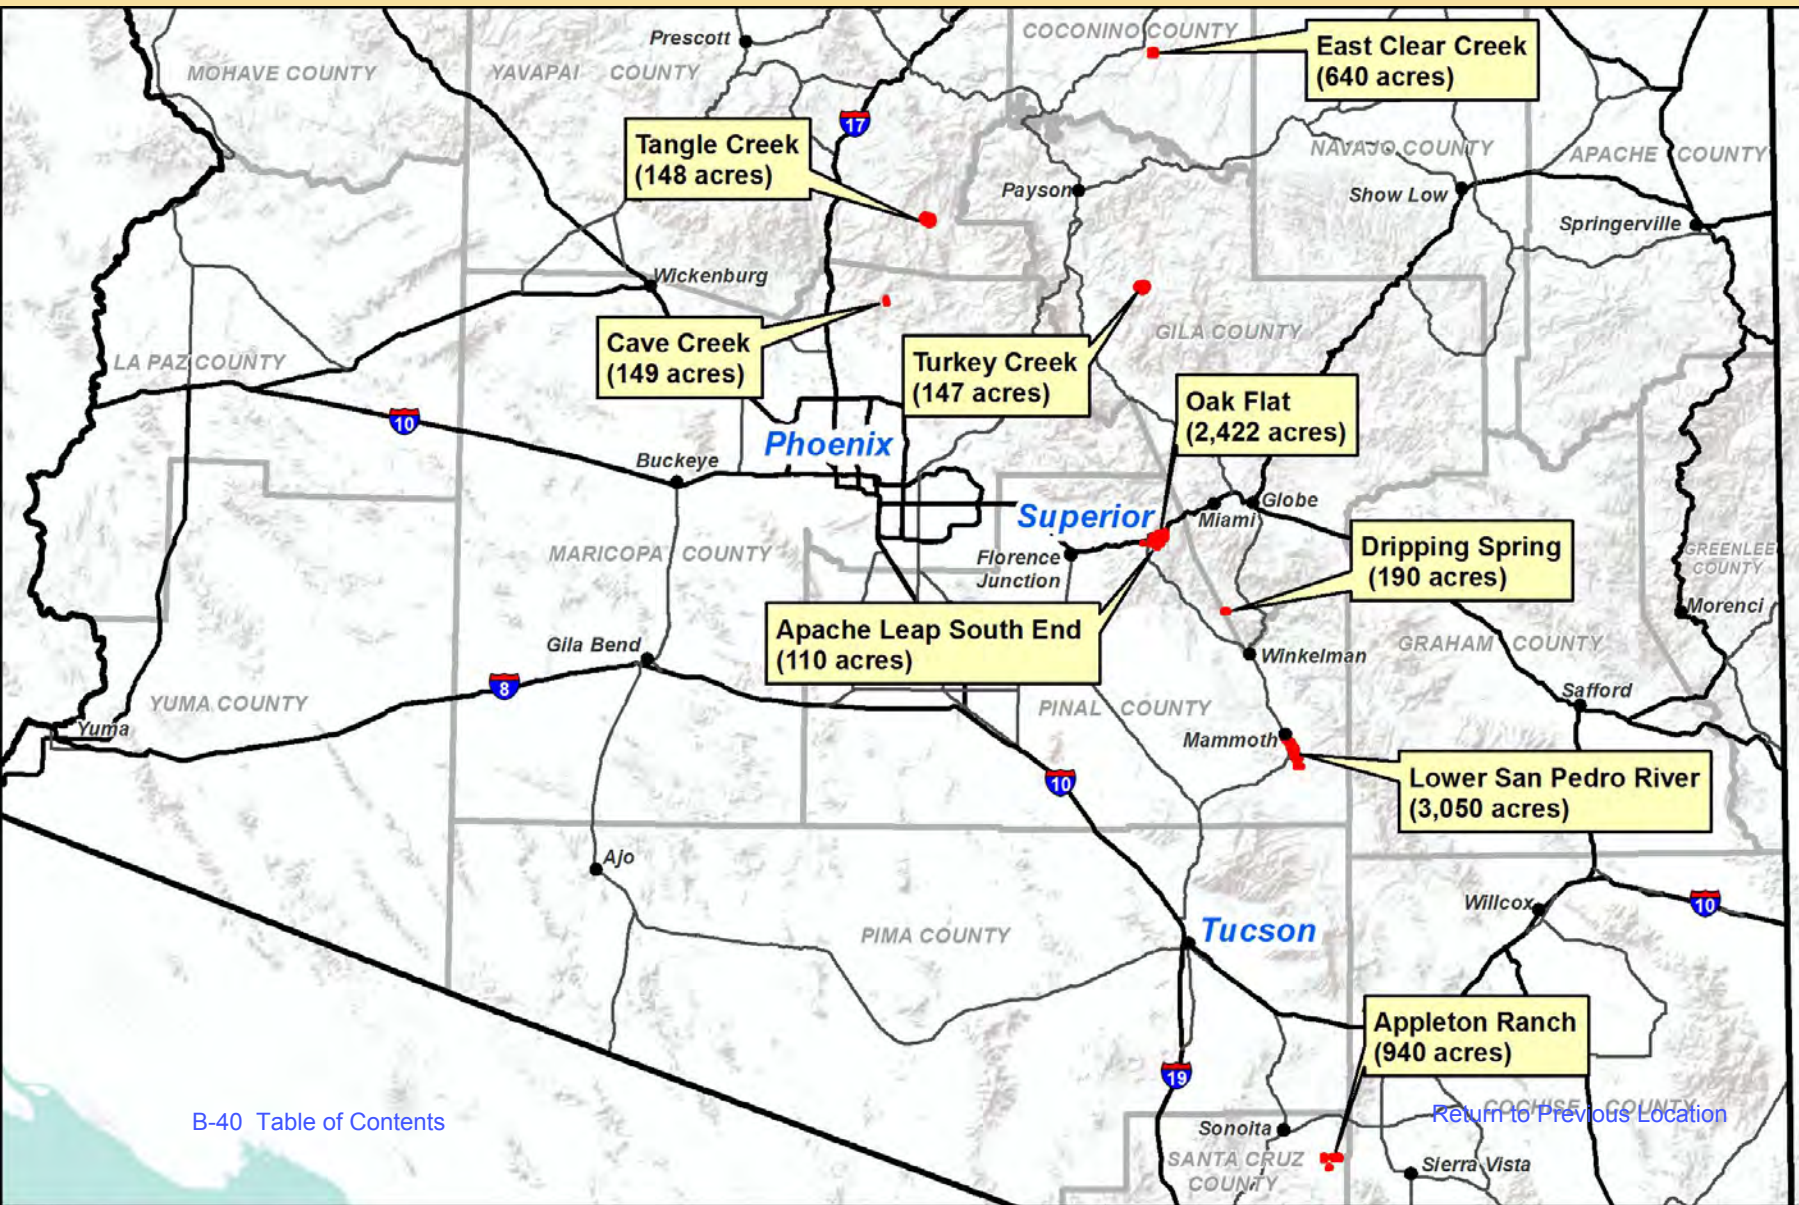 COCONINO COUNTY
Prescott
East Clear Creek
(640 acres)
MOHAVE COUNTY
YAVAPAI COUNTY
17
Tangle Creek
(148 acres)
NAVAJO COUNTY
APACHE COUNTY
Payson
Show Low
Springerville
Wickenburg
Cave Creek
(149 acres)
GILA COUNTY
LA PAZ COUNTY
Turkey Creek
(147 acres)
Oak Flat
(2,422 acres)
10
Phoenix
Buckeye
Globe
Miami
Superior
Dripping Spring
(190 acres)
MARICOPA COUNTY
Florence
Junction
GREENLEE
COUNTY
Morenci
Apache Leap South End
(110 acres)
Gila Bend
Winkelman
GRAHAM COUNTY
8
Safford
YUMA COUNTY
PINAL COUNTY
Yuma
Mammoth
Lower San Pedro River
(3,050 acres)
10
Ajo
Willcox
10
PIMA COUNTY
Tucson
Appleton Ranch
(940 acres)
19
B-40 Table of Contents
COCHISE COUNTY
Return to Previous Location
Sonoita
SANTA CRUZ
COUNTY
Sierra Vista